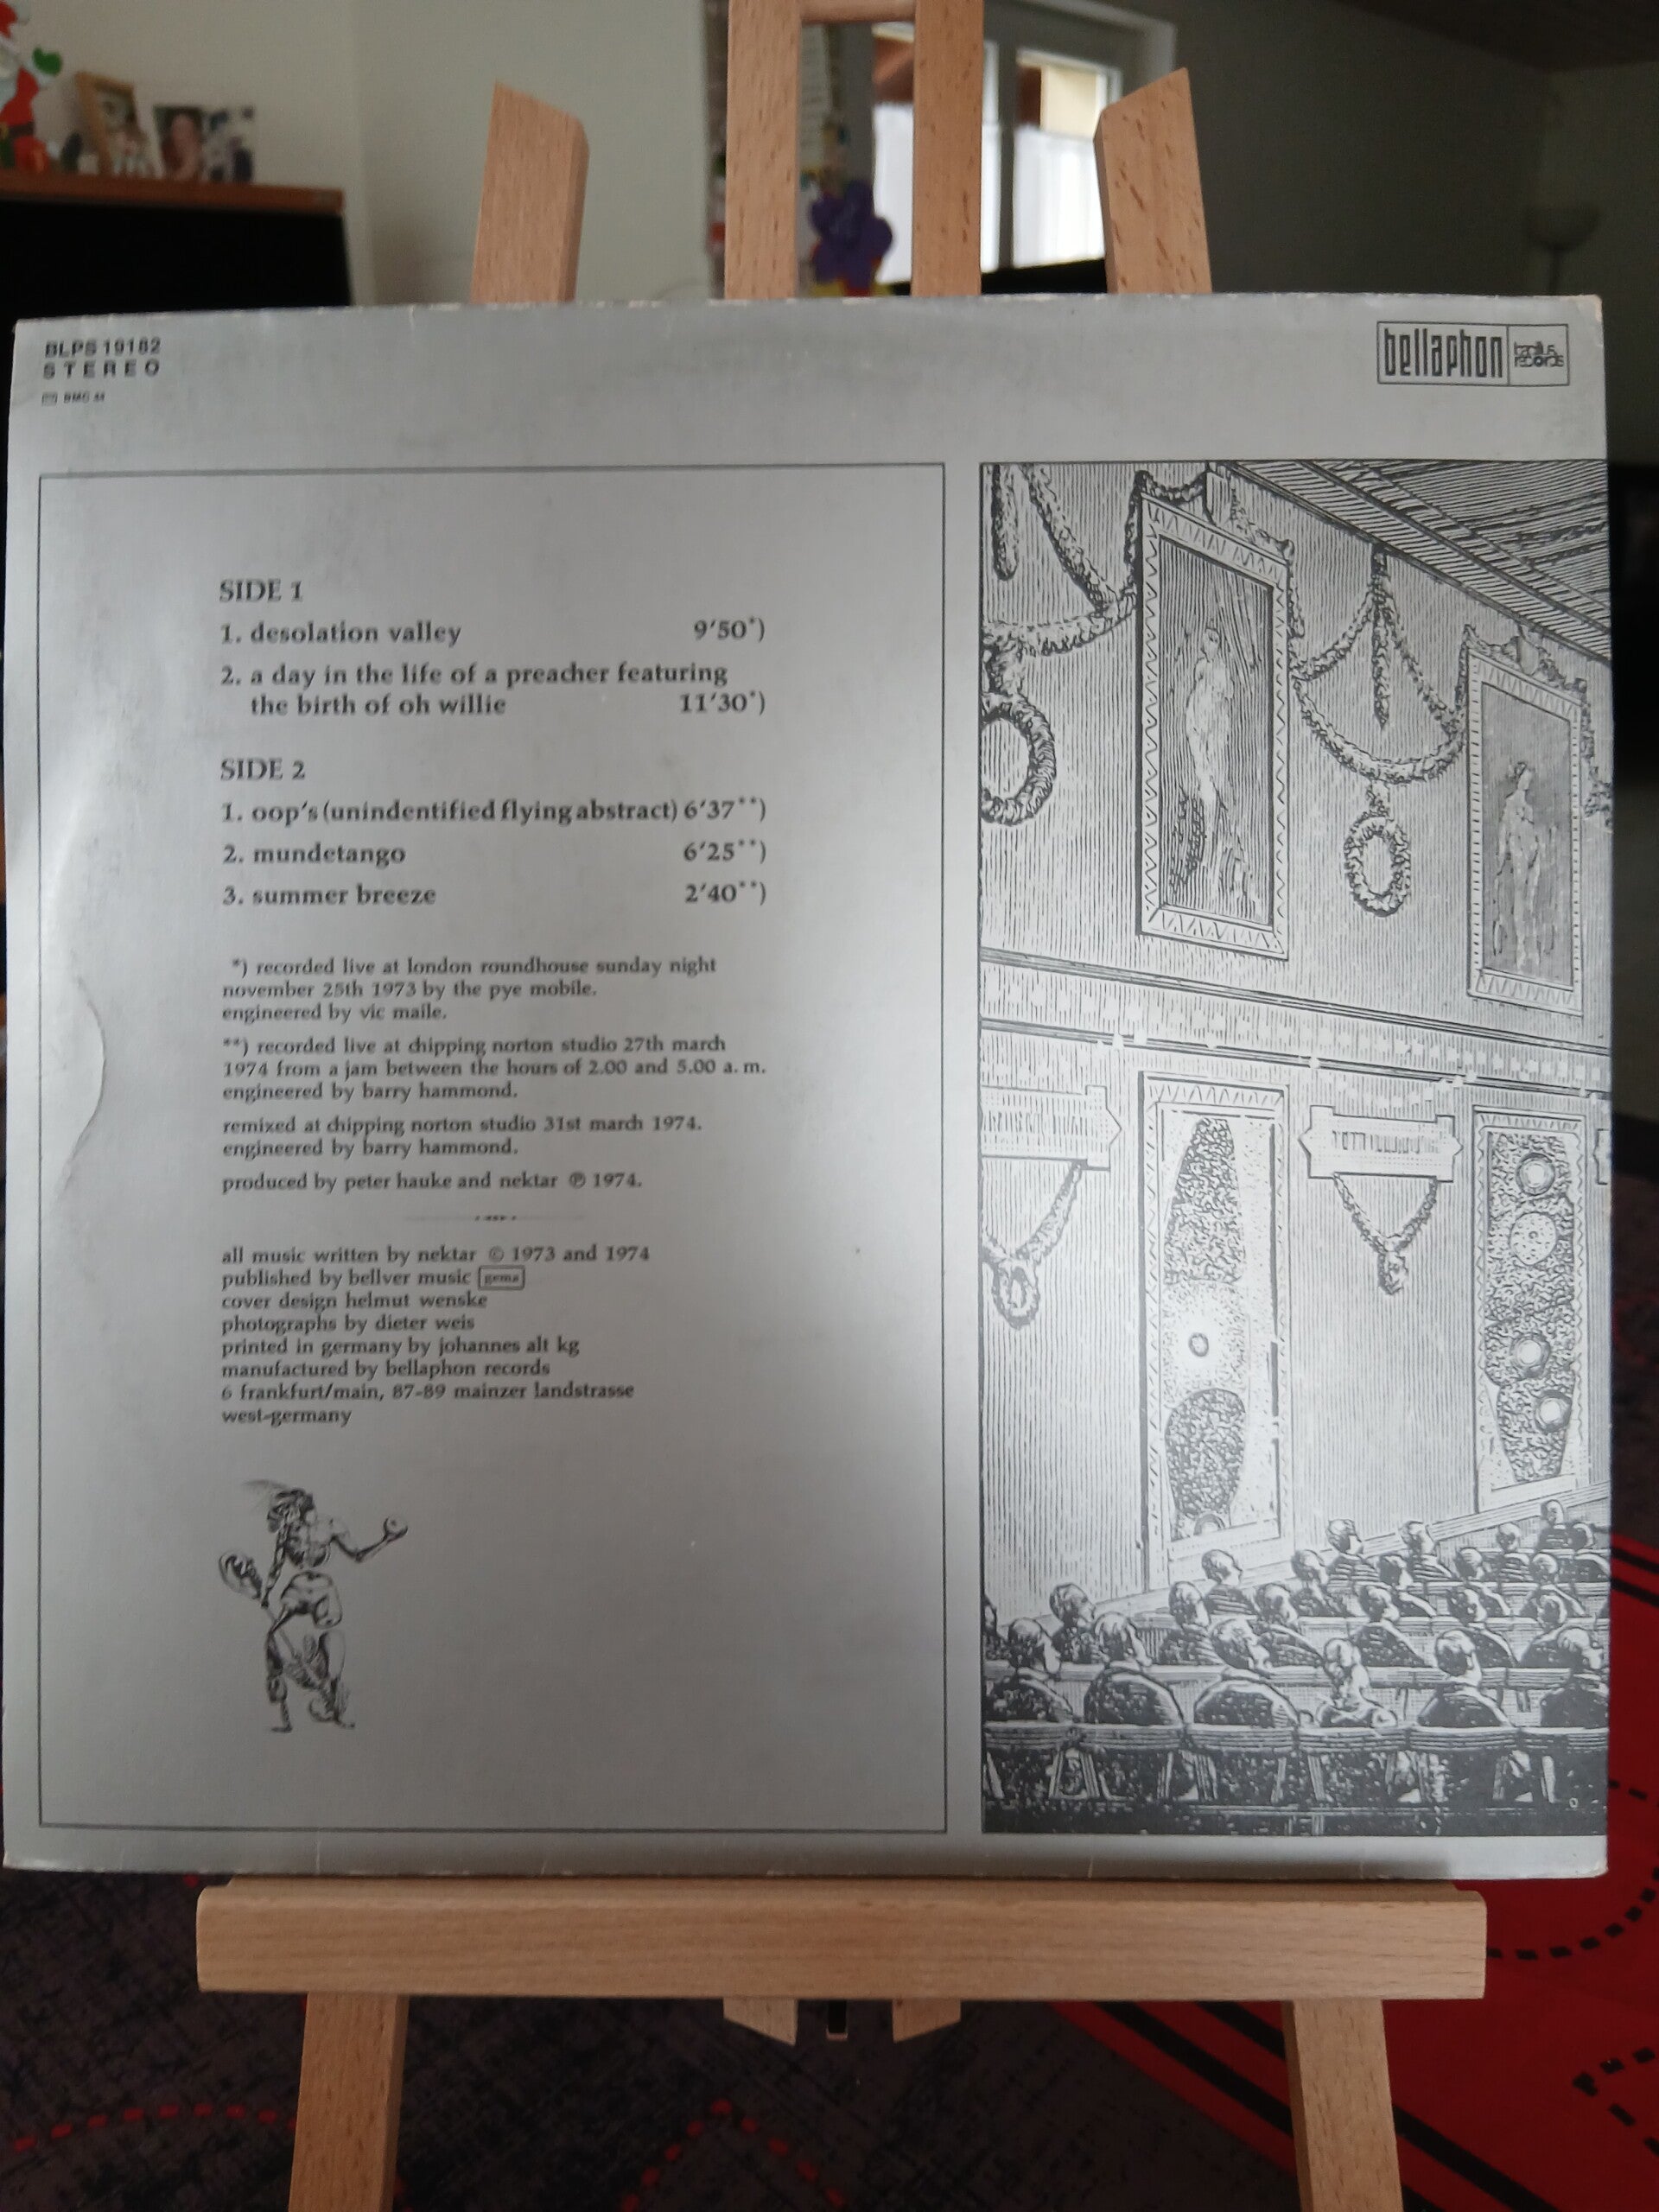 BLPS 19182
STEREO
bellaphon
bacillus
records
SIDE 1
1. desolation valley 9'50*)
2. a day in the life of a preacher featuring
the birth of oh willie 11'30*)
SIDE 2
1. oop's (unindentified flying abstract) 6'37**)
2. mundetango 6'25**)
3. summer breeze 2'40**)
*) recorded live at london roundhouse sunday night
november 25th 1973 by the pye mobile.
engineered by vic maile.
**) recorded live at chipping norton studio 27th march
1974 from a jam between the hours of 2.00 and 5.00 a. m.
engineered by barry hammond.
remixed at chipping norton studio 31st march 1974.
engineered by barry hammond.
produced by peter hauke and nektar ℗ 1974.
all music written by nektar © 1973 and 1974
published by bellver music gema
cover design helmut wenske
photographs by dieter weis
printed in germany by johannes alt kg
manufactured by bellaphon records
6 frankfurt/main, 87-89 mainzer landstrasse
west-germany